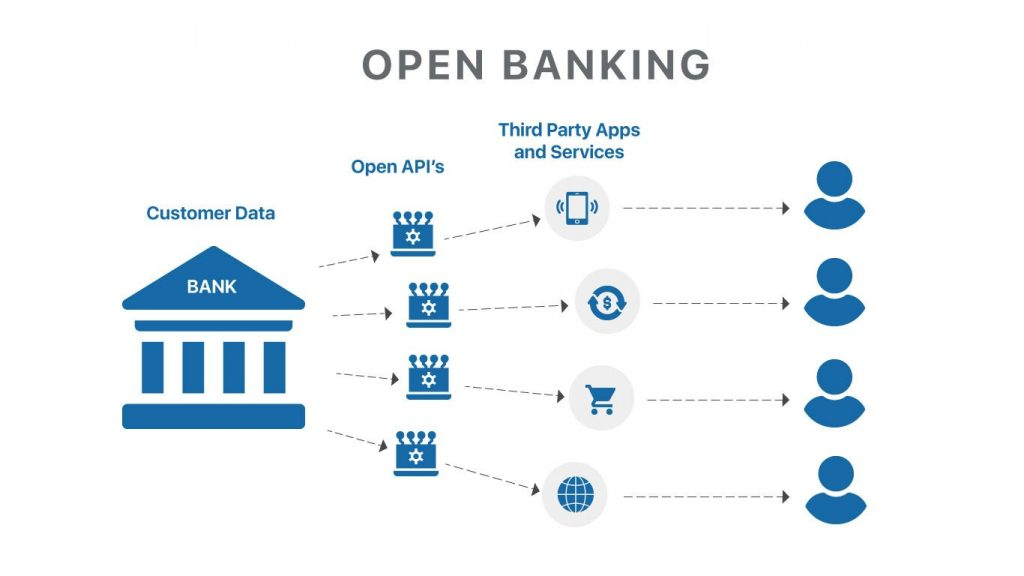 OPEN BANKING
Third Party Apps
and Services
Open API's
Customer Data
BANK
$